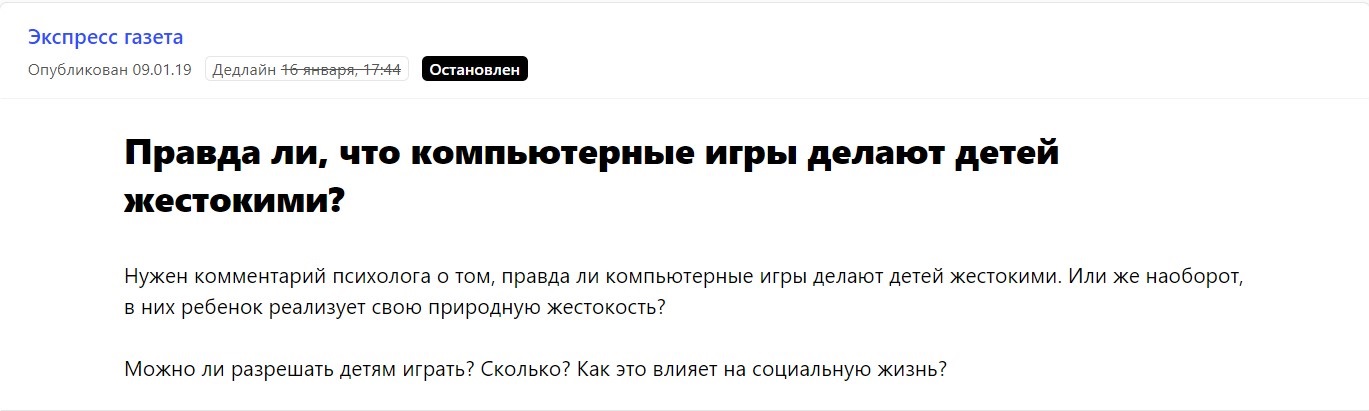 Экспресс газета
Опубликован 09.01.19 Дедлайн 16 января, 17:44 Остановлен
Правда ли, что компьютерные игры делают детей
жестокими?
Нужен комментарий психолога о том, правда ли компьютерные игры делают детей жестокими. Или же наоборот,
в них ребенок реализует свою природную жестокость?
Можно ли разрешать детям играть? Сколько? Как это влияет на социальную жизнь?